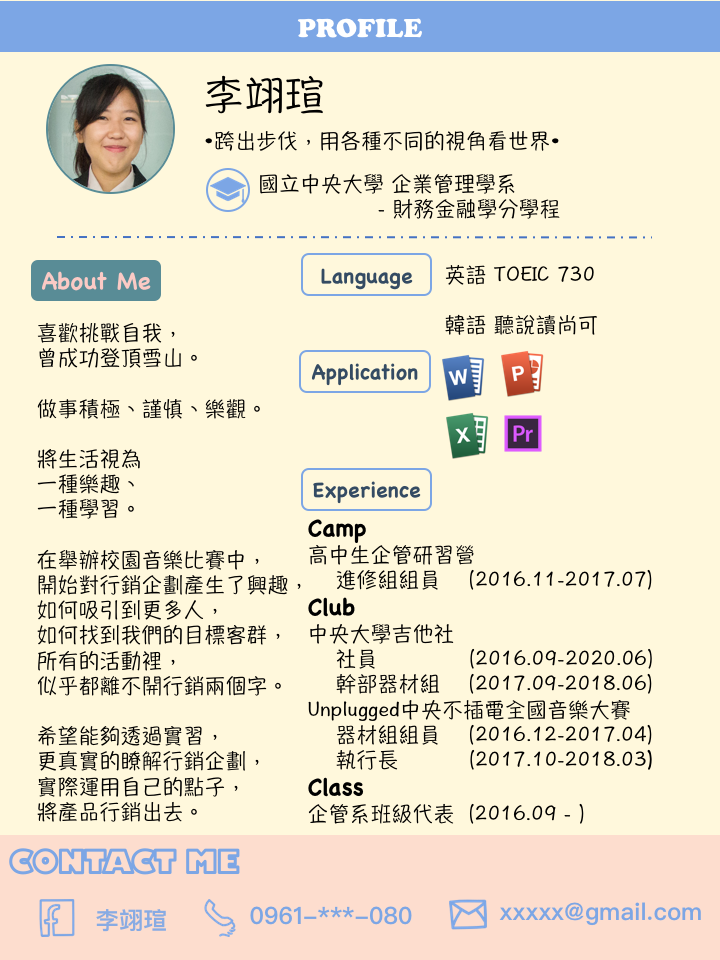 PROFILE
李翊瑄
•跨出步伐，用各種不同的視角看世界•
國立中央大學 企業管理學系
- 財務金融學分學程
About Me
喜歡挑戰自我，
曾成功登頂雪山。
做事積極、謹慎、樂觀。
將生活視為
一種樂趣、
一種學習。
在舉辦校園音樂比賽中，
開始對行銷企劃產生了興趣，
如何吸引到更多人，
如何找到我們的目標客群，
所有的活動裡，
似乎都離不開行銷兩個字。
希望能夠透過實習，
更真實的瞭解行銷企劃，
實際運用自己的點子，
將產品行銷出去。
Language
英語 TOEIC 730
韓語 聽說讀尚可
Application
W
P
X
Pr
Experience
Camp
高中生企管研習營
進修組組員 (2016.11-2017.07)
Club
中央大學吉他社
社員 (2016.09-2020.06)
幹部器材組 (2017.09-2018.06)
Unplugged中央不插電全國音樂大賽
器材組組員 (2016.12-2017.04)
執行長 (2017.10-2018.03)
Class
企管系班級代表 (2016.09 - )
CONTACT ME
李翊瑄
0961-***-080
xxxxx@gmail.com